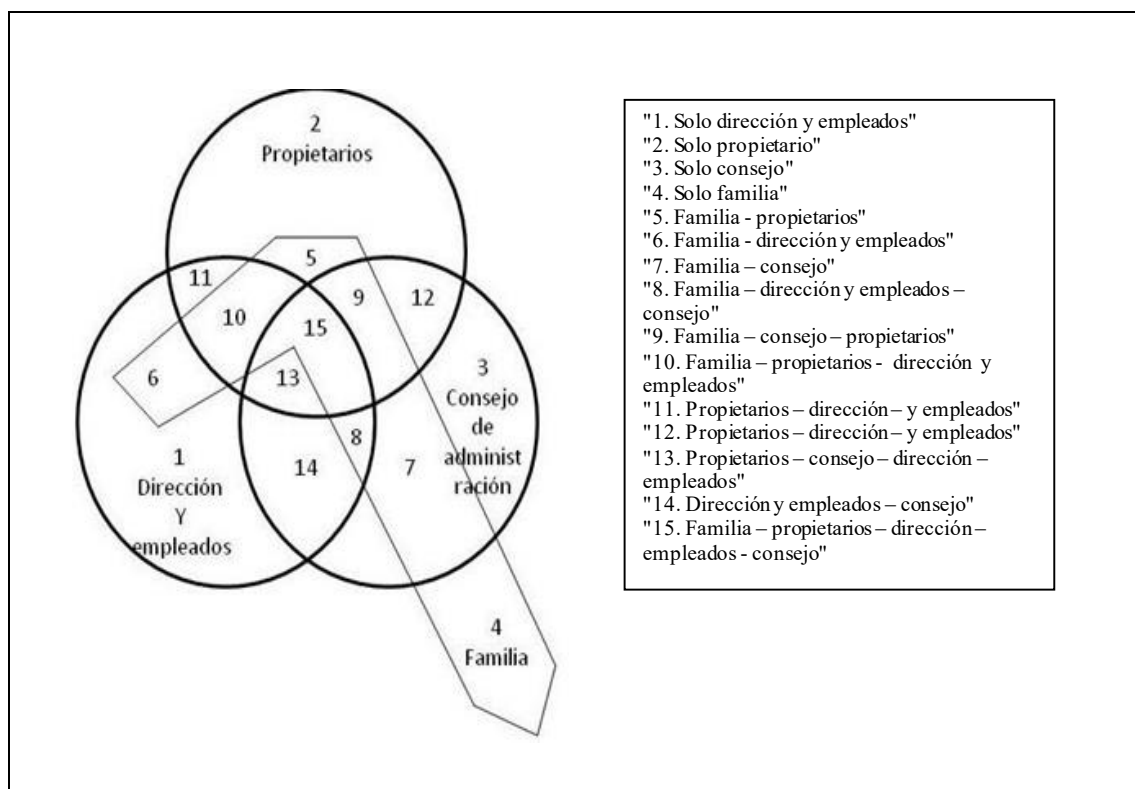 2
Propietarios
5
11
9
12
10
15
6
13
3
Consejo
de
administ
ración
8
1
Dirección
Y
empleados
14
7
4
Familia
"1. Solo dirección y empleados"
"2. Solo propietario"
"3. Solo consejo"
"4. Solo familia"
"5. Familia - propietarios"
"6. Familia - dirección y empleados"
"7. Familia – consejo"
"8. Familia – dirección y empleados –
consejo"
"9. Familia – consejo – propietarios"
"10. Familia – propietarios- dirección y
empleados"
"11. Propietarios – dirección – y empleados"
"12. Propietarios – dirección – y empleados"
"13. Propietarios – consejo – dirección –
empleados"
"14. Dirección y empleados – consejo"
"15. Familia – propietarios – dirección –
empleados - consejo"